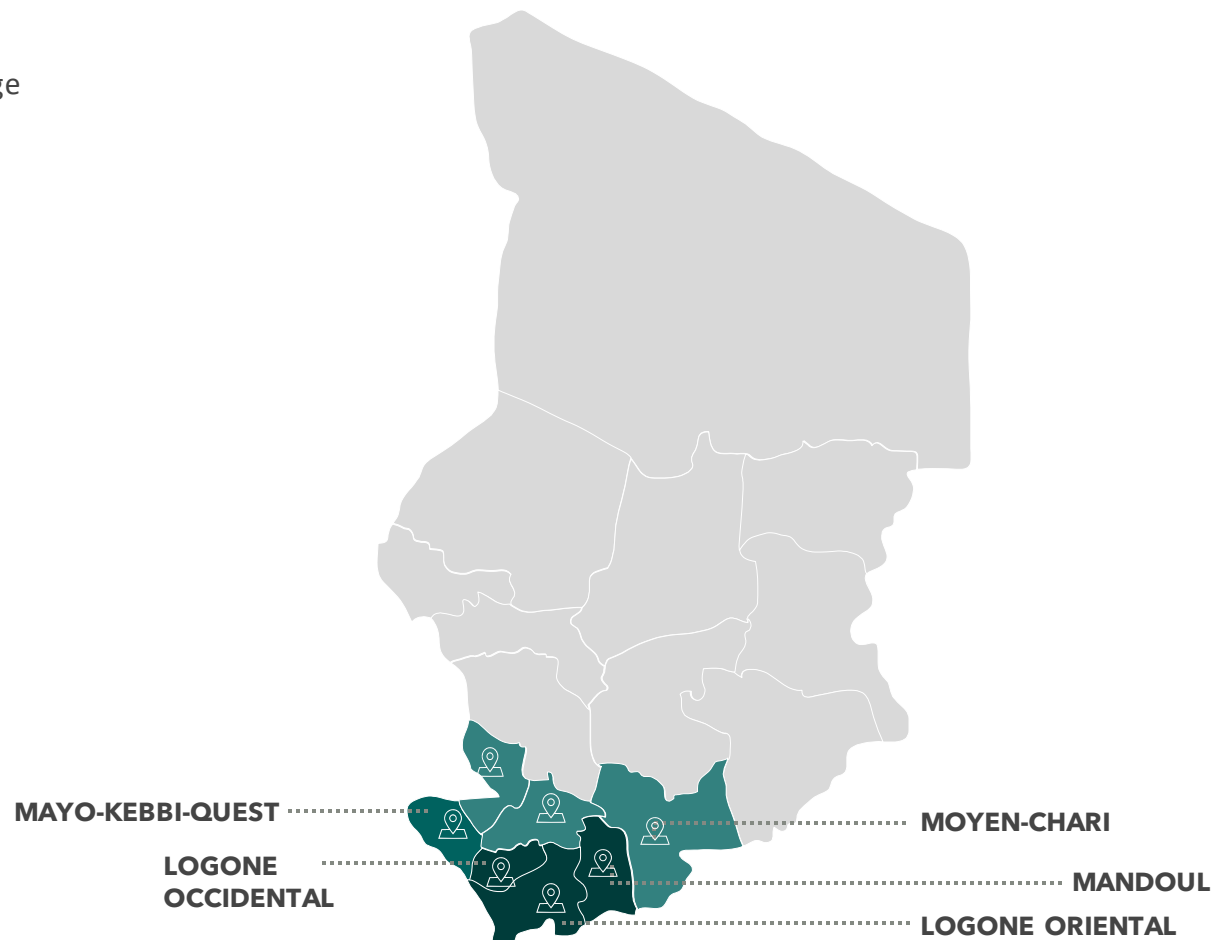 ge
MAYO-KEBBI-QUEST
LOGONE
OCCIDENTAL
MOYEN-CHARI
MANDOUL
LOGONE ORIENTAL